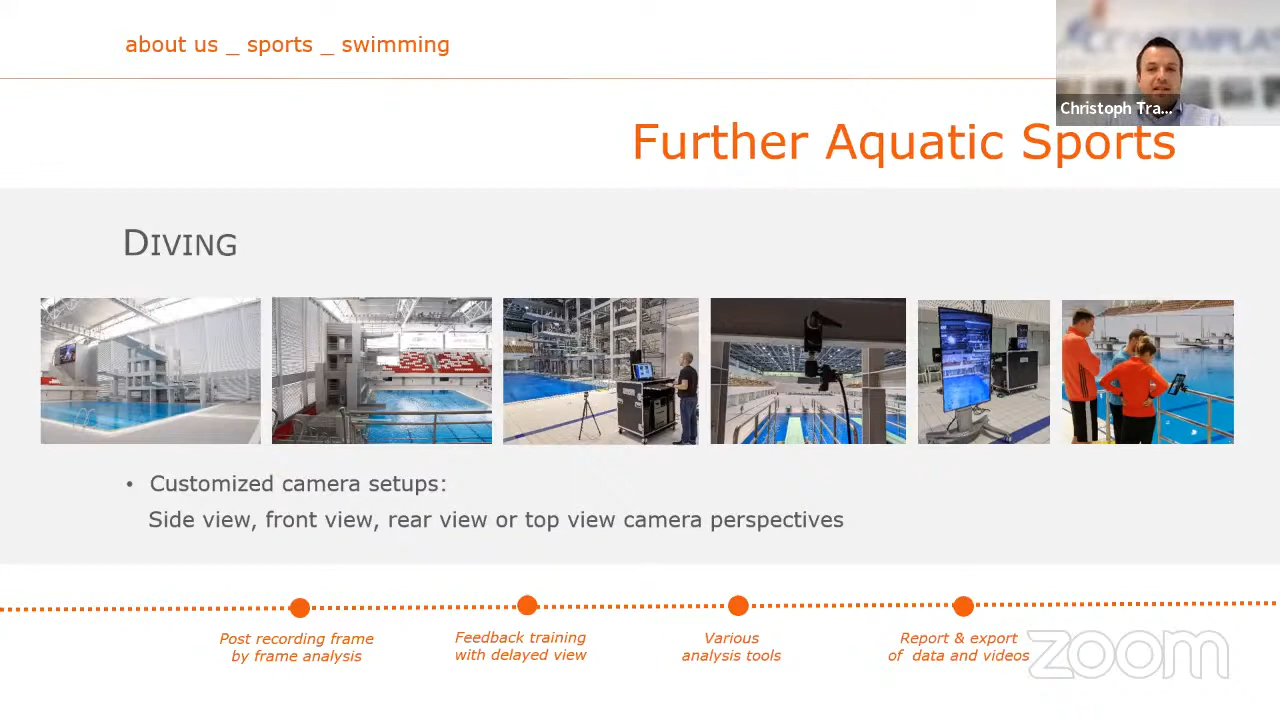 about us _ sports _ swimming
Christoph Tra...
Further Aquatic Sports
DIVING
• Customized camera setups:
Side view, front view, rear view or top view camera perspectives
Post recording frame
by frame analysis
Feedback training
with delayed view
Various
analysis tools
Report & export
of data and videos
zoom